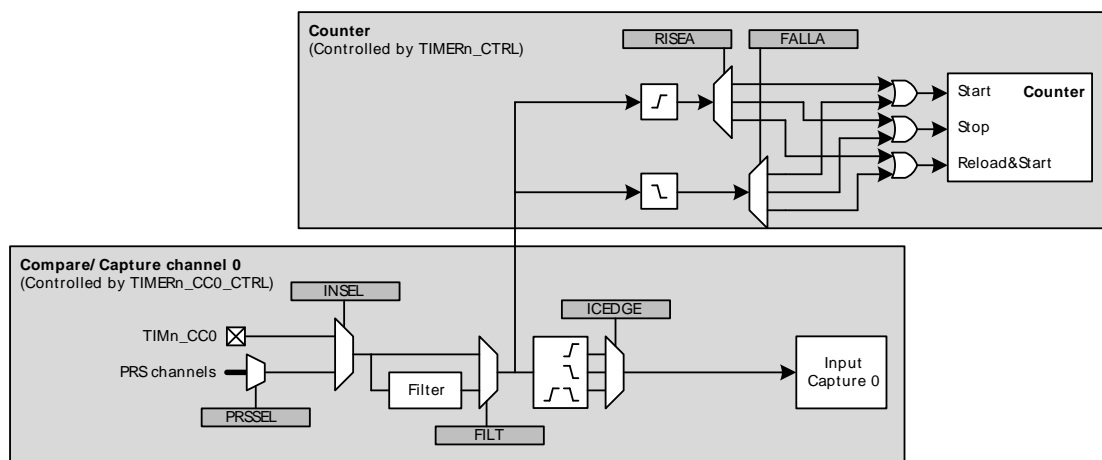 Counter
(Controlled by TIMERn_CTRL)
RISEA
FALLA
Start
Counter
Stop
Reload&Start
Compare/ Capture channel 0
(Controlled by TIMERn_CC0_CTRL)
INSEL
ICEDGE
TIMn_CC0
PRS channels
Filter
Input
Capture 0
PRSSEL
FILT